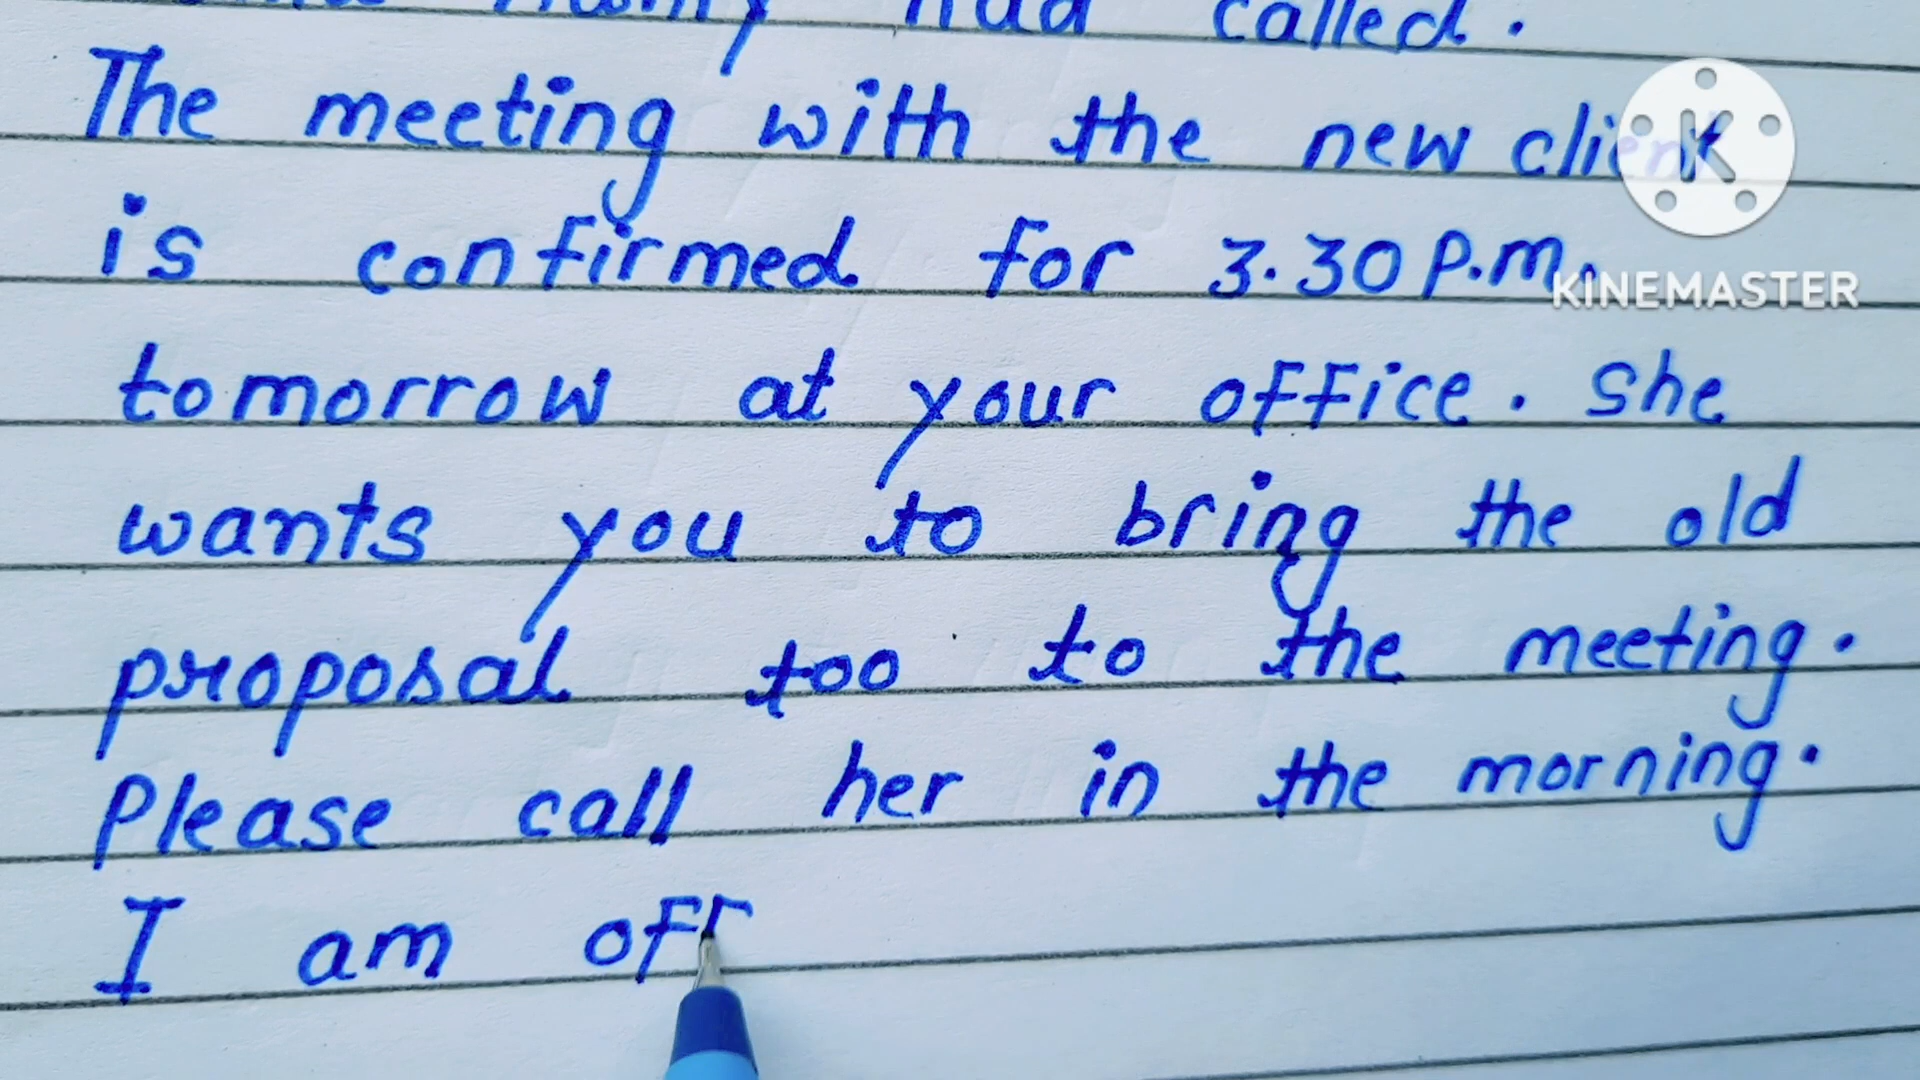 had called.
The meeting with the new client
is confirmed for 3.30 P.m.
tomorrow at your office. She
wants you to bring the old
proposal too to the meeting.
Please call her in the morning.
I am off
KINEMASTER